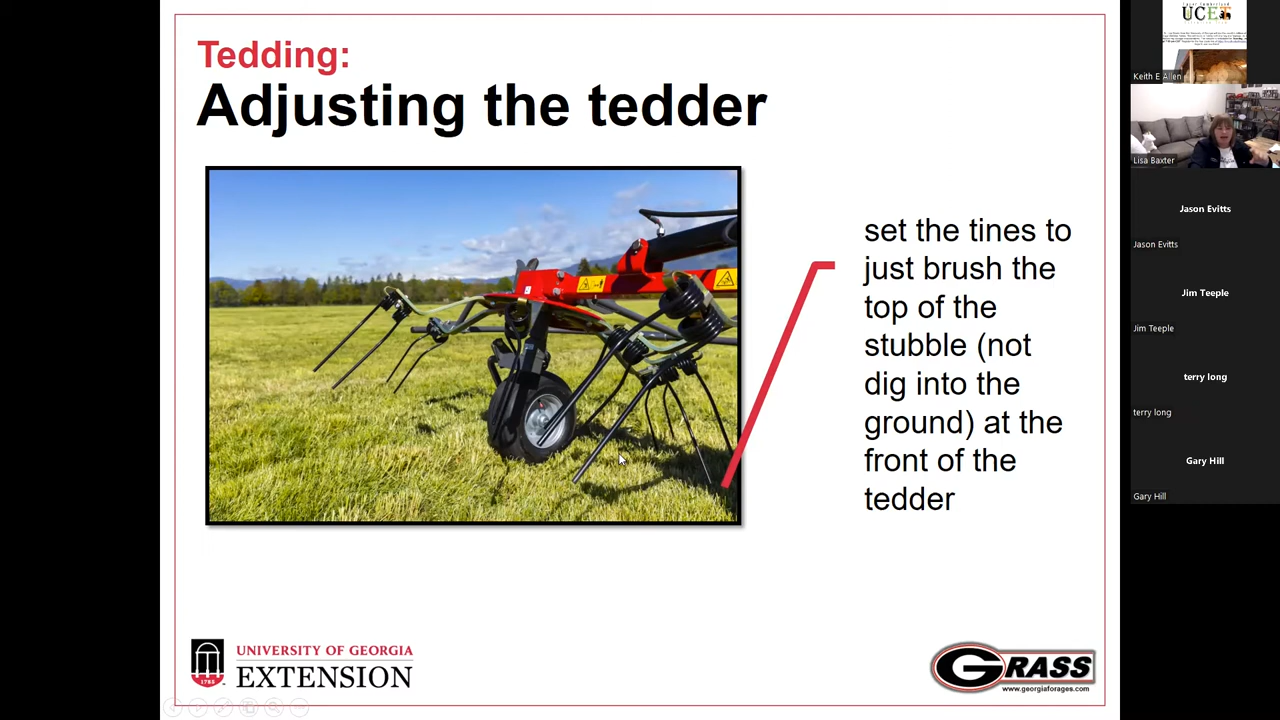 Tedding:
Adjusting the tedder
set the tines to
just brush the
top of the
stubble (not
dig into the
ground) at the
front of the
tedder
1785
UNIVERSITY OF GEORGIA
EXTENSION
GRASS
www.georgiaforages.com
UCET
Keith E Allen
Lisa Baxter
Jason Evitts
Jason Evitts
Jim Teeple
Jim Teeple
terry long
terry long
Gary Hill
Gary Hill